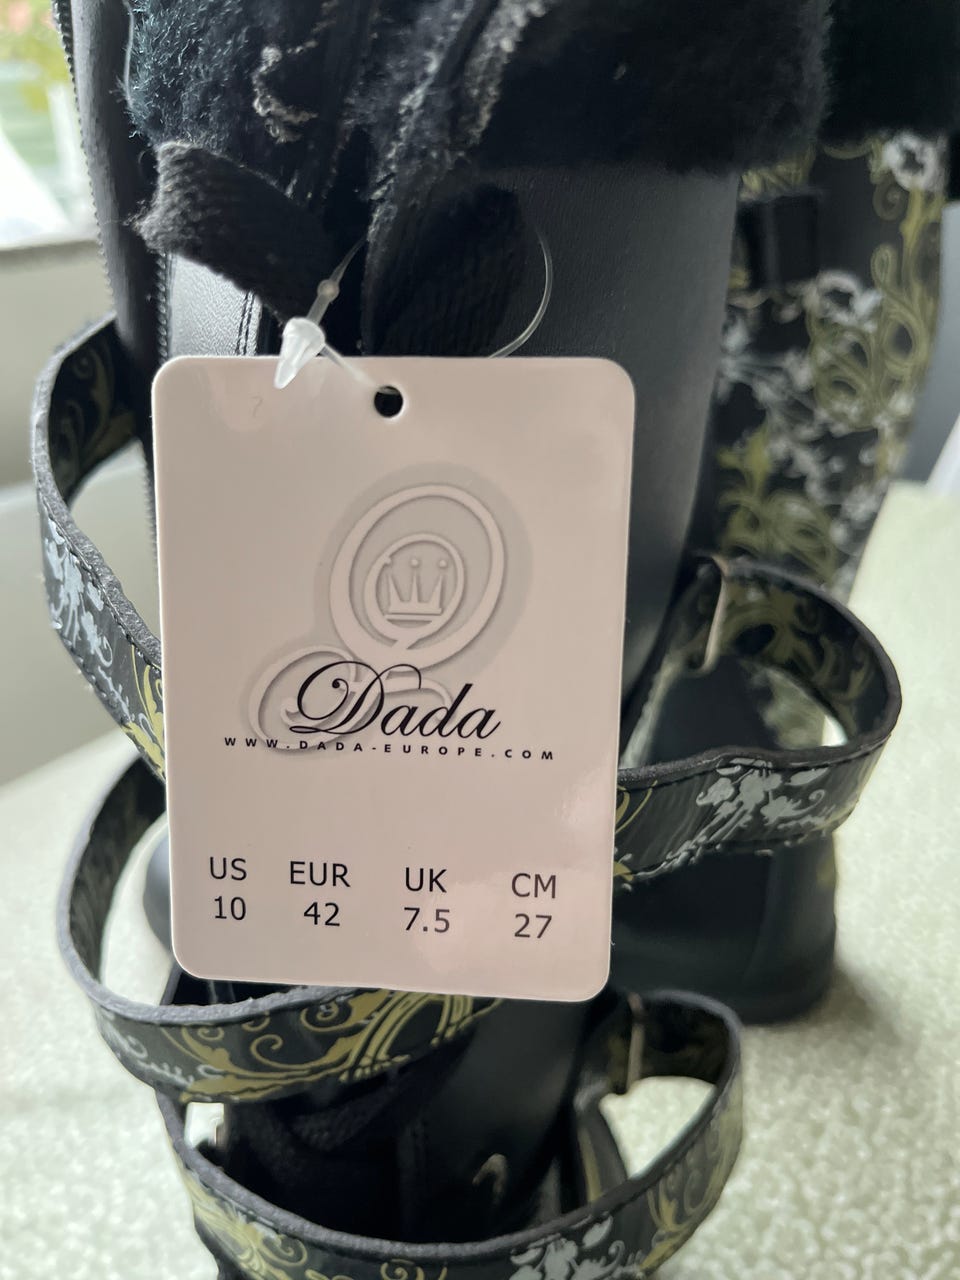 Dada
WWW.DADA-EUROPE.COM
US EUR UK CM
10 42 7.5 27